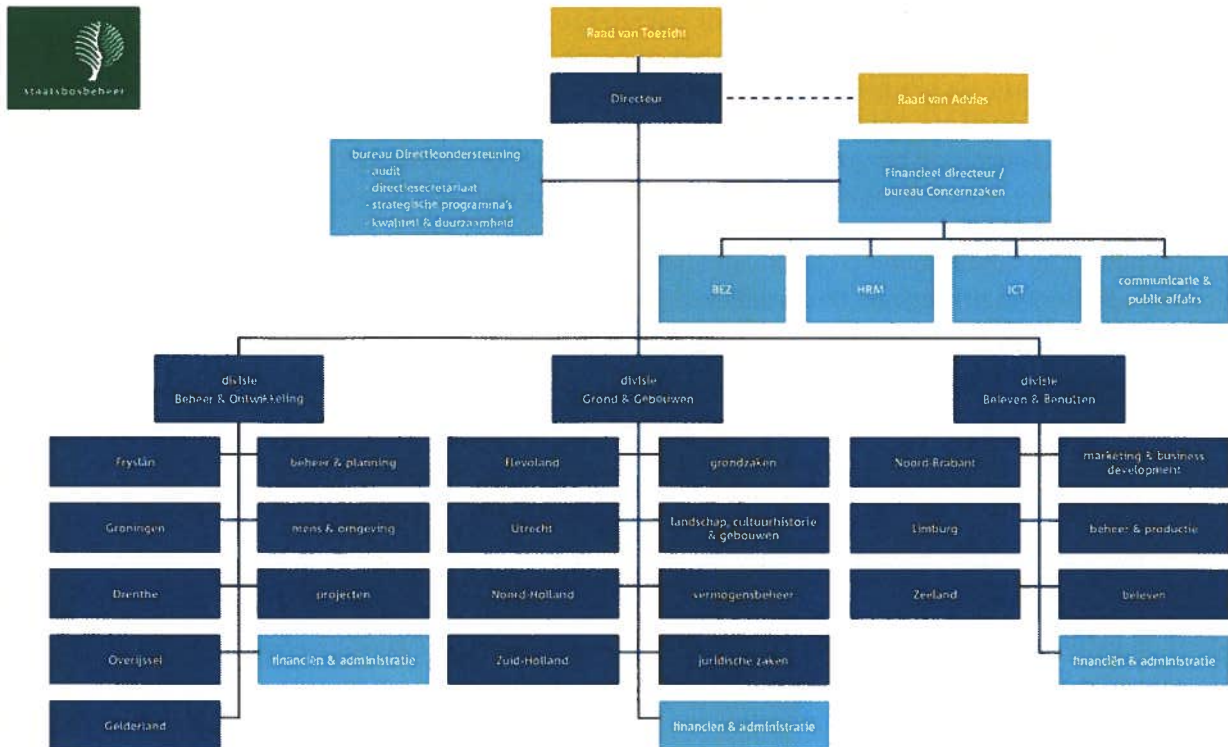 staatsbosbeheer
Raad van Toezicht
Directeur
Raad van Advies
bureau Directieondersteuning
- audit
- directiesecretariaat
- strategische programma's
- kwaliteit & duurzaamheid
Financieel directeur /
bureau Concernzaken
BEZ
HRM
ICT
communicatie &
public affairs
divisie
Beheer & Ontwikkeling
divisie
Grond & Gebouwen
divisie
Beleven & Benutten
Fryslân
beheer & planning
Groningen
mens & omgeving
Drenthe
projecten
Overijssel
financiën & administratie
Gelderland
Flevoland
grondzaken
Utrecht
landschap, cultuurhistorie
& gebouwen
Noord-Holland
vermogensbeheer
Zuid-Holland
juridische zaken
financiën & administratie
Noord-Brabant
marketing & business
development
Limburg
beheer & productie
Zeeland
beleven
financiën & administratie